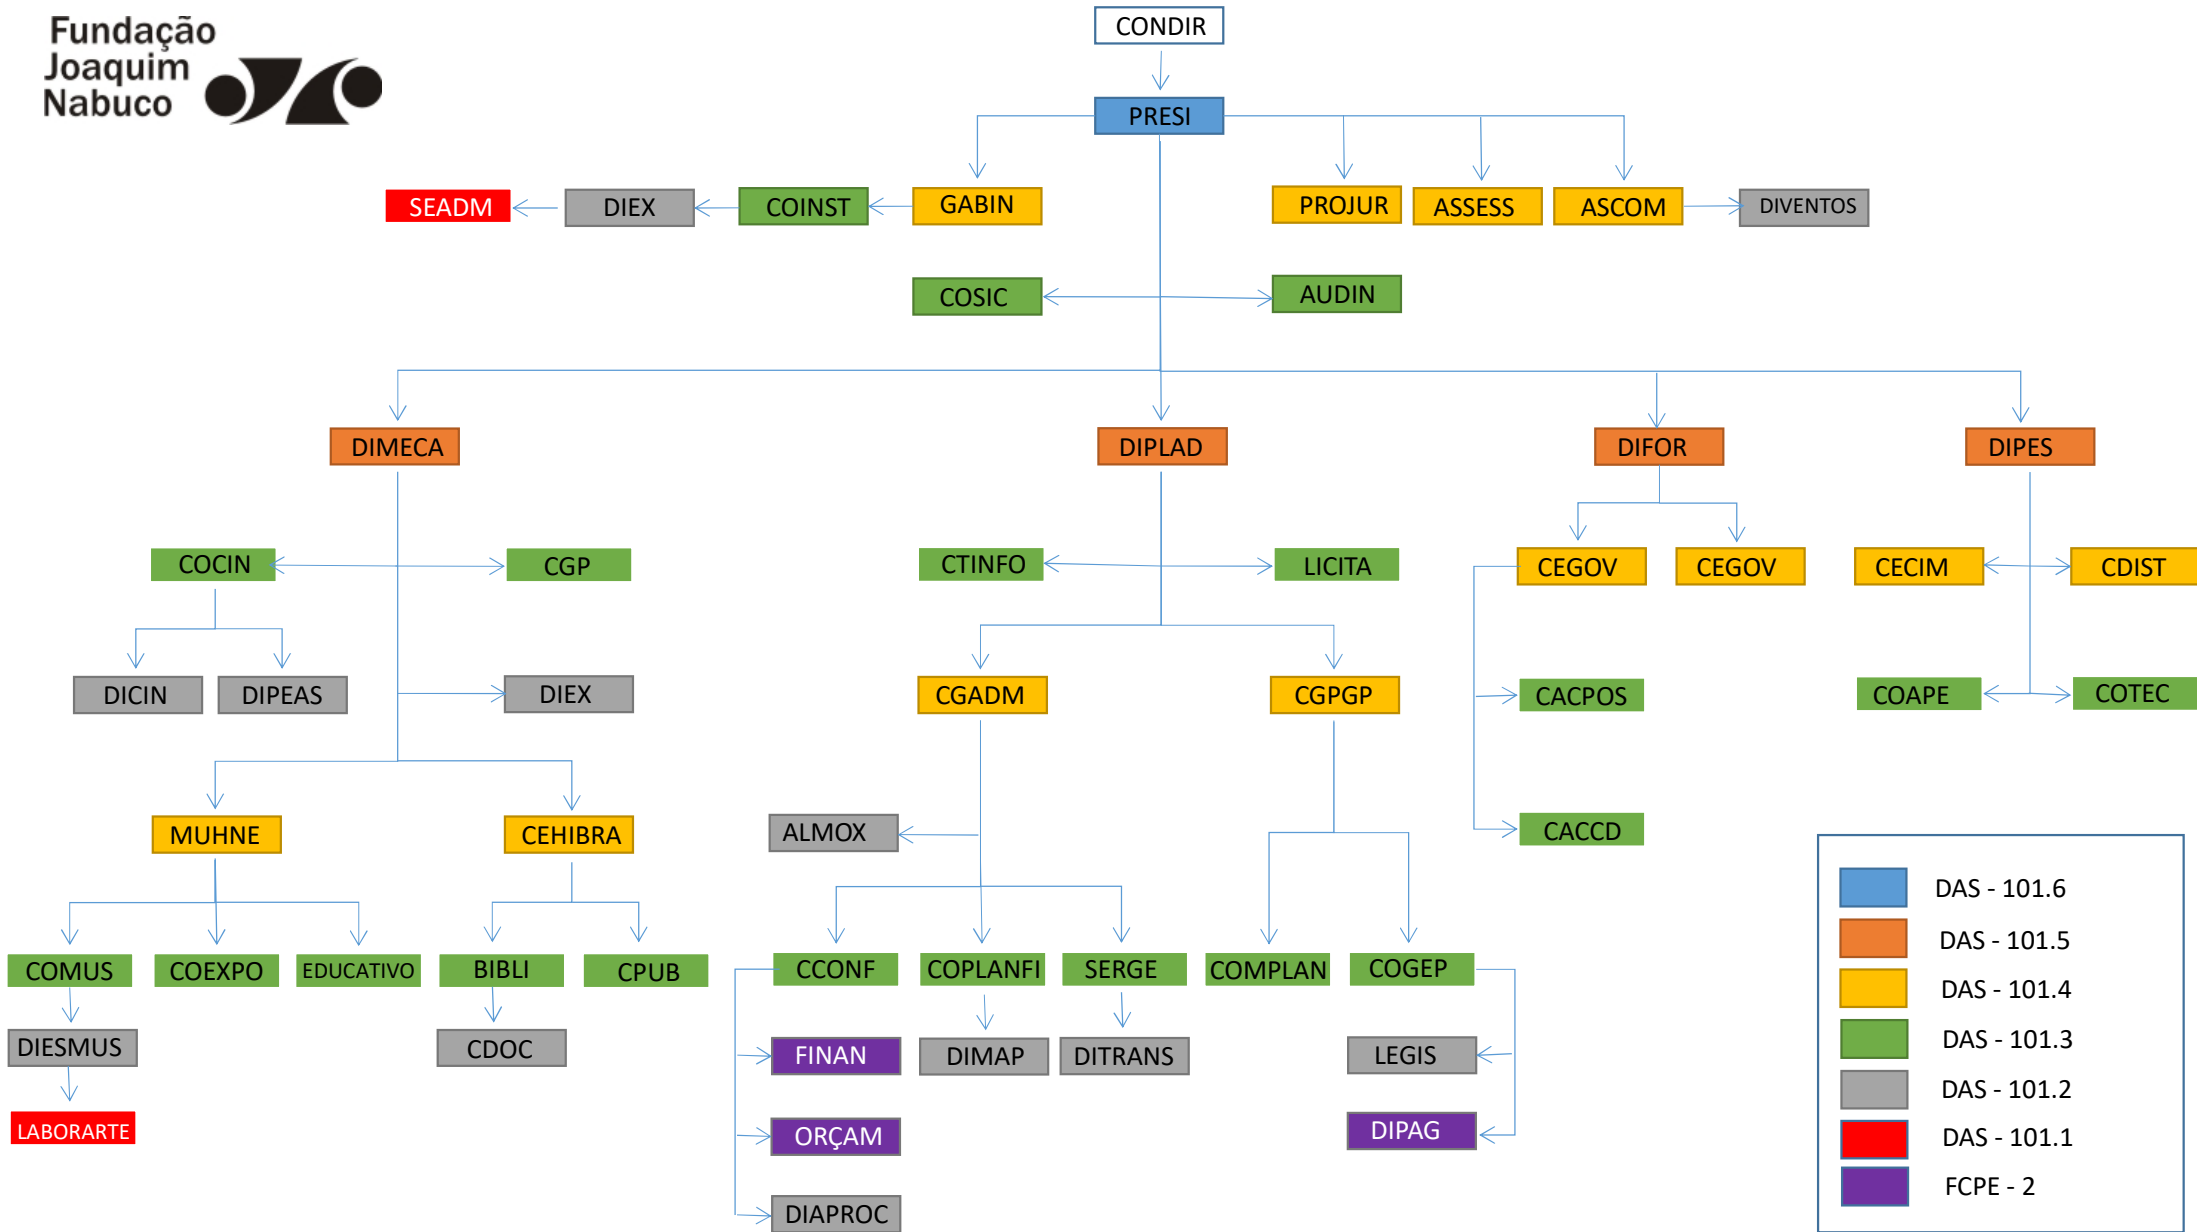 Fundação
Joaquim
Nabuco
CONDIR
PRESI
SEADM
DIEX
COINST
GABIN
PROJUR
ASSESS
ASCOM
DIVENTOS
COSIC
AUDIN
DIMECA
DIPLAD
DIFOR
DIPES
COCIN
CGP
CTINFO
LICITA
CEGOV
CEGOV
CECIM
CDIST
DICIN
DIPEAS
DIEX
CGADM
CGPGP
CACPOS
COAPE
COTEC
MUHNE
CEHIBRA
ALMOX
CACCD
COMUS
COEXPO
EDUCATIVO
BIBLI
CPUB
CCONF
COPLANFI
SERGE
COMPLAN
COGEP
DIESMUS
CDOC
FINAN
DIMAP
DITRANS
LEGIS
LABORARTE
ORÇAM
DIPAG
DIAPROC
DAS - 101.6
DAS - 101.5
DAS - 101.4
DAS - 101.3
DAS - 101.2
DAS - 101.1
FCPE - 2